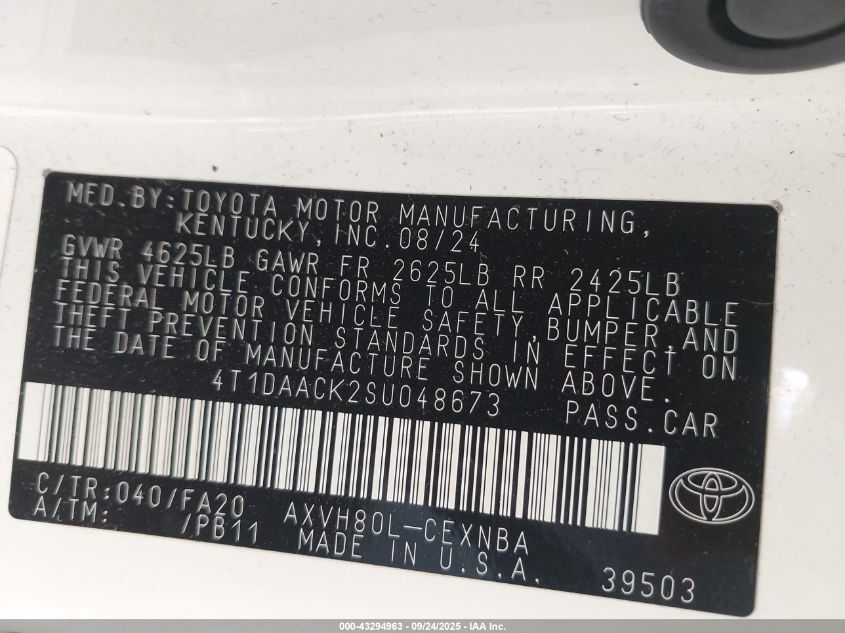 MFD. BY: TOYOTA MOTOR MANUFACTURING,
KENTUCKY, INC. 08/24
GVWR 4625LB GAWR FR 2625LB RR 2425LB
THIS VEHICLE CONFORMS TO ALL APPLICABLE
FEDERAL MOTOR VEHICLE SAFETY, BUMPER, AND
THEFT PREVENTION STANDARDS IN EFFECT ON
THE DATE OF MANUFACTURE SHOWN ABOVE.
4T1DAACK2SU048673 PASS. CAR
C/TR: 040/FA20 AXVH80L-CEXNBA
A/TM: /PB11 MADE IN U.S.A. 39503
000-43294963 - 09/24/2025 - IAA Inc.